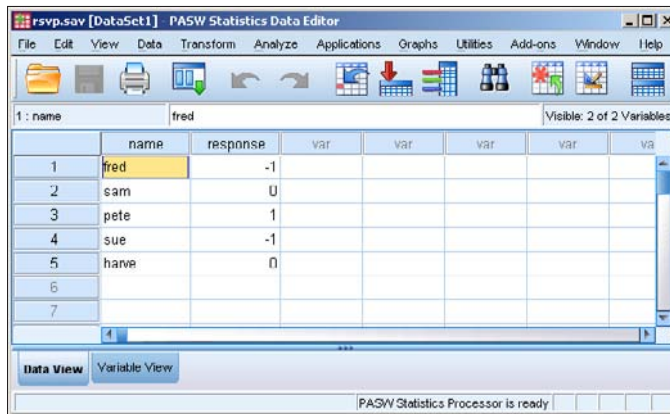 rsvp.sav [DataSet1] - PASW Statistics Data Editor
File Edit View Data Transform Analyze Applications Graphs Utilities Add-ons Window Help
1 : name fred Visible: 2 of 2 Variables
name response var var var var va
1 fred -1
2 sam 0
3 pete 1
4 sue -1
5 harve 0
6
7
Data View Variable View
PASW Statistics Processor is ready